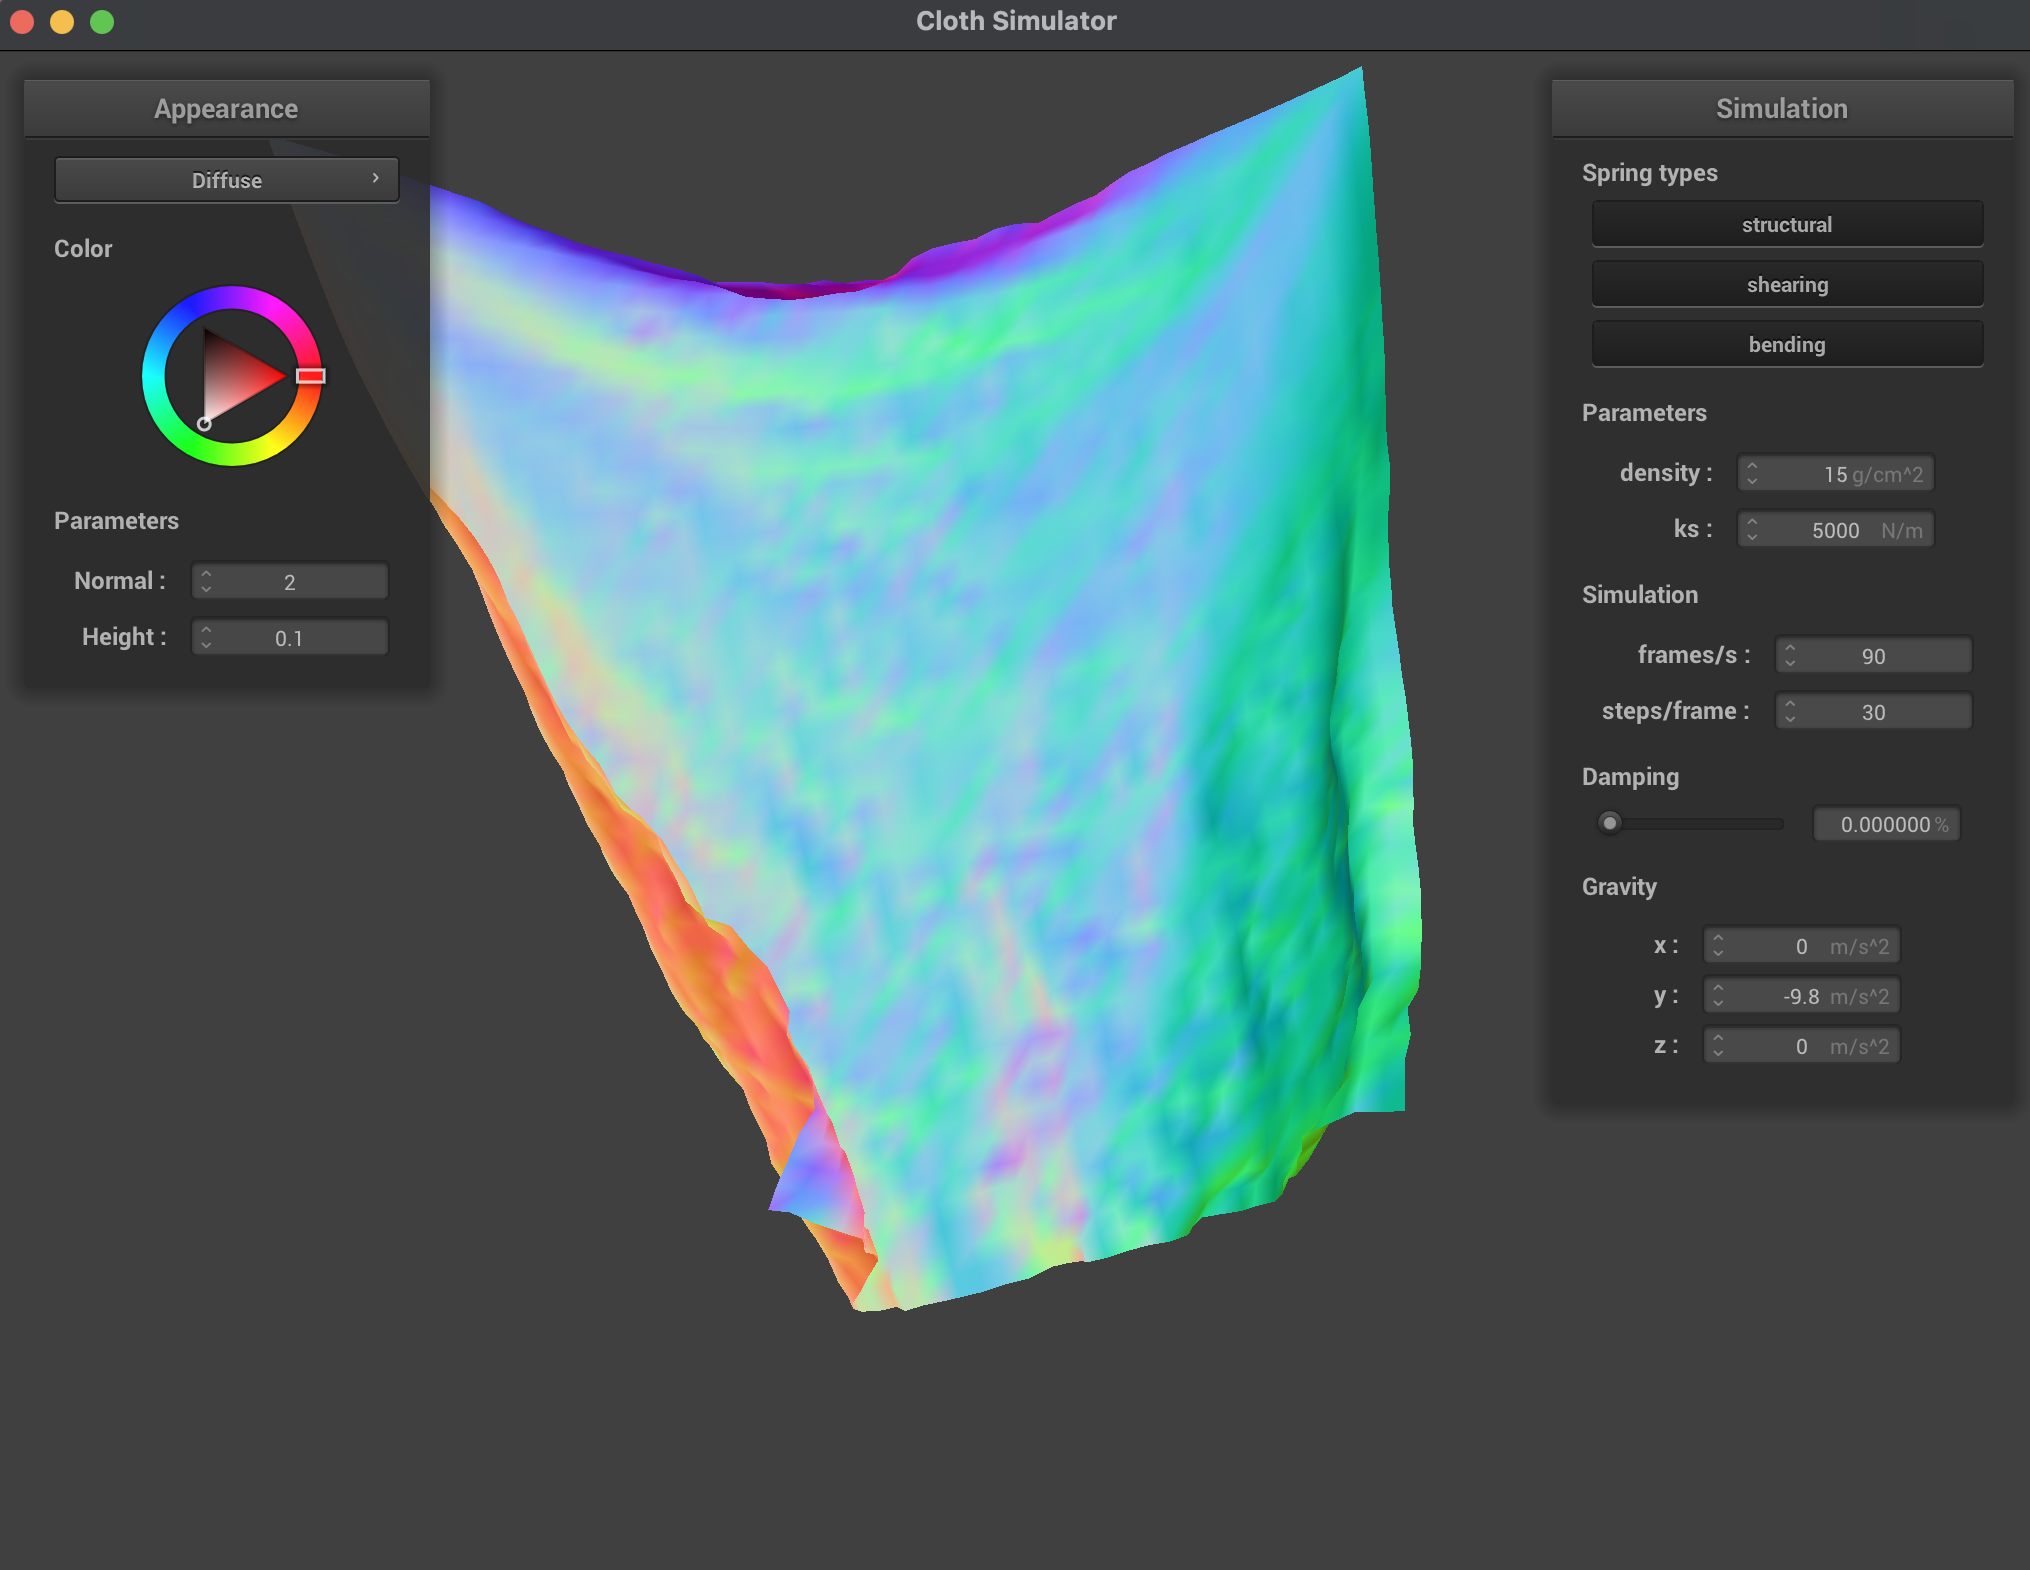 Cloth Simulator
Appearance
Diffuse
Color
Parameters
Normal : 2
Height : 0.1
Simulation
Spring types
structural
shearing
bending
Parameters
density : 15 g/cm^2
ks : 5000 N/m
Simulation
frames/s : 90
steps/frame : 30
Damping
0.000000 %
Gravity
x : 0 m/s^2
y : -9.8 m/s^2
z : 0 m/s^2